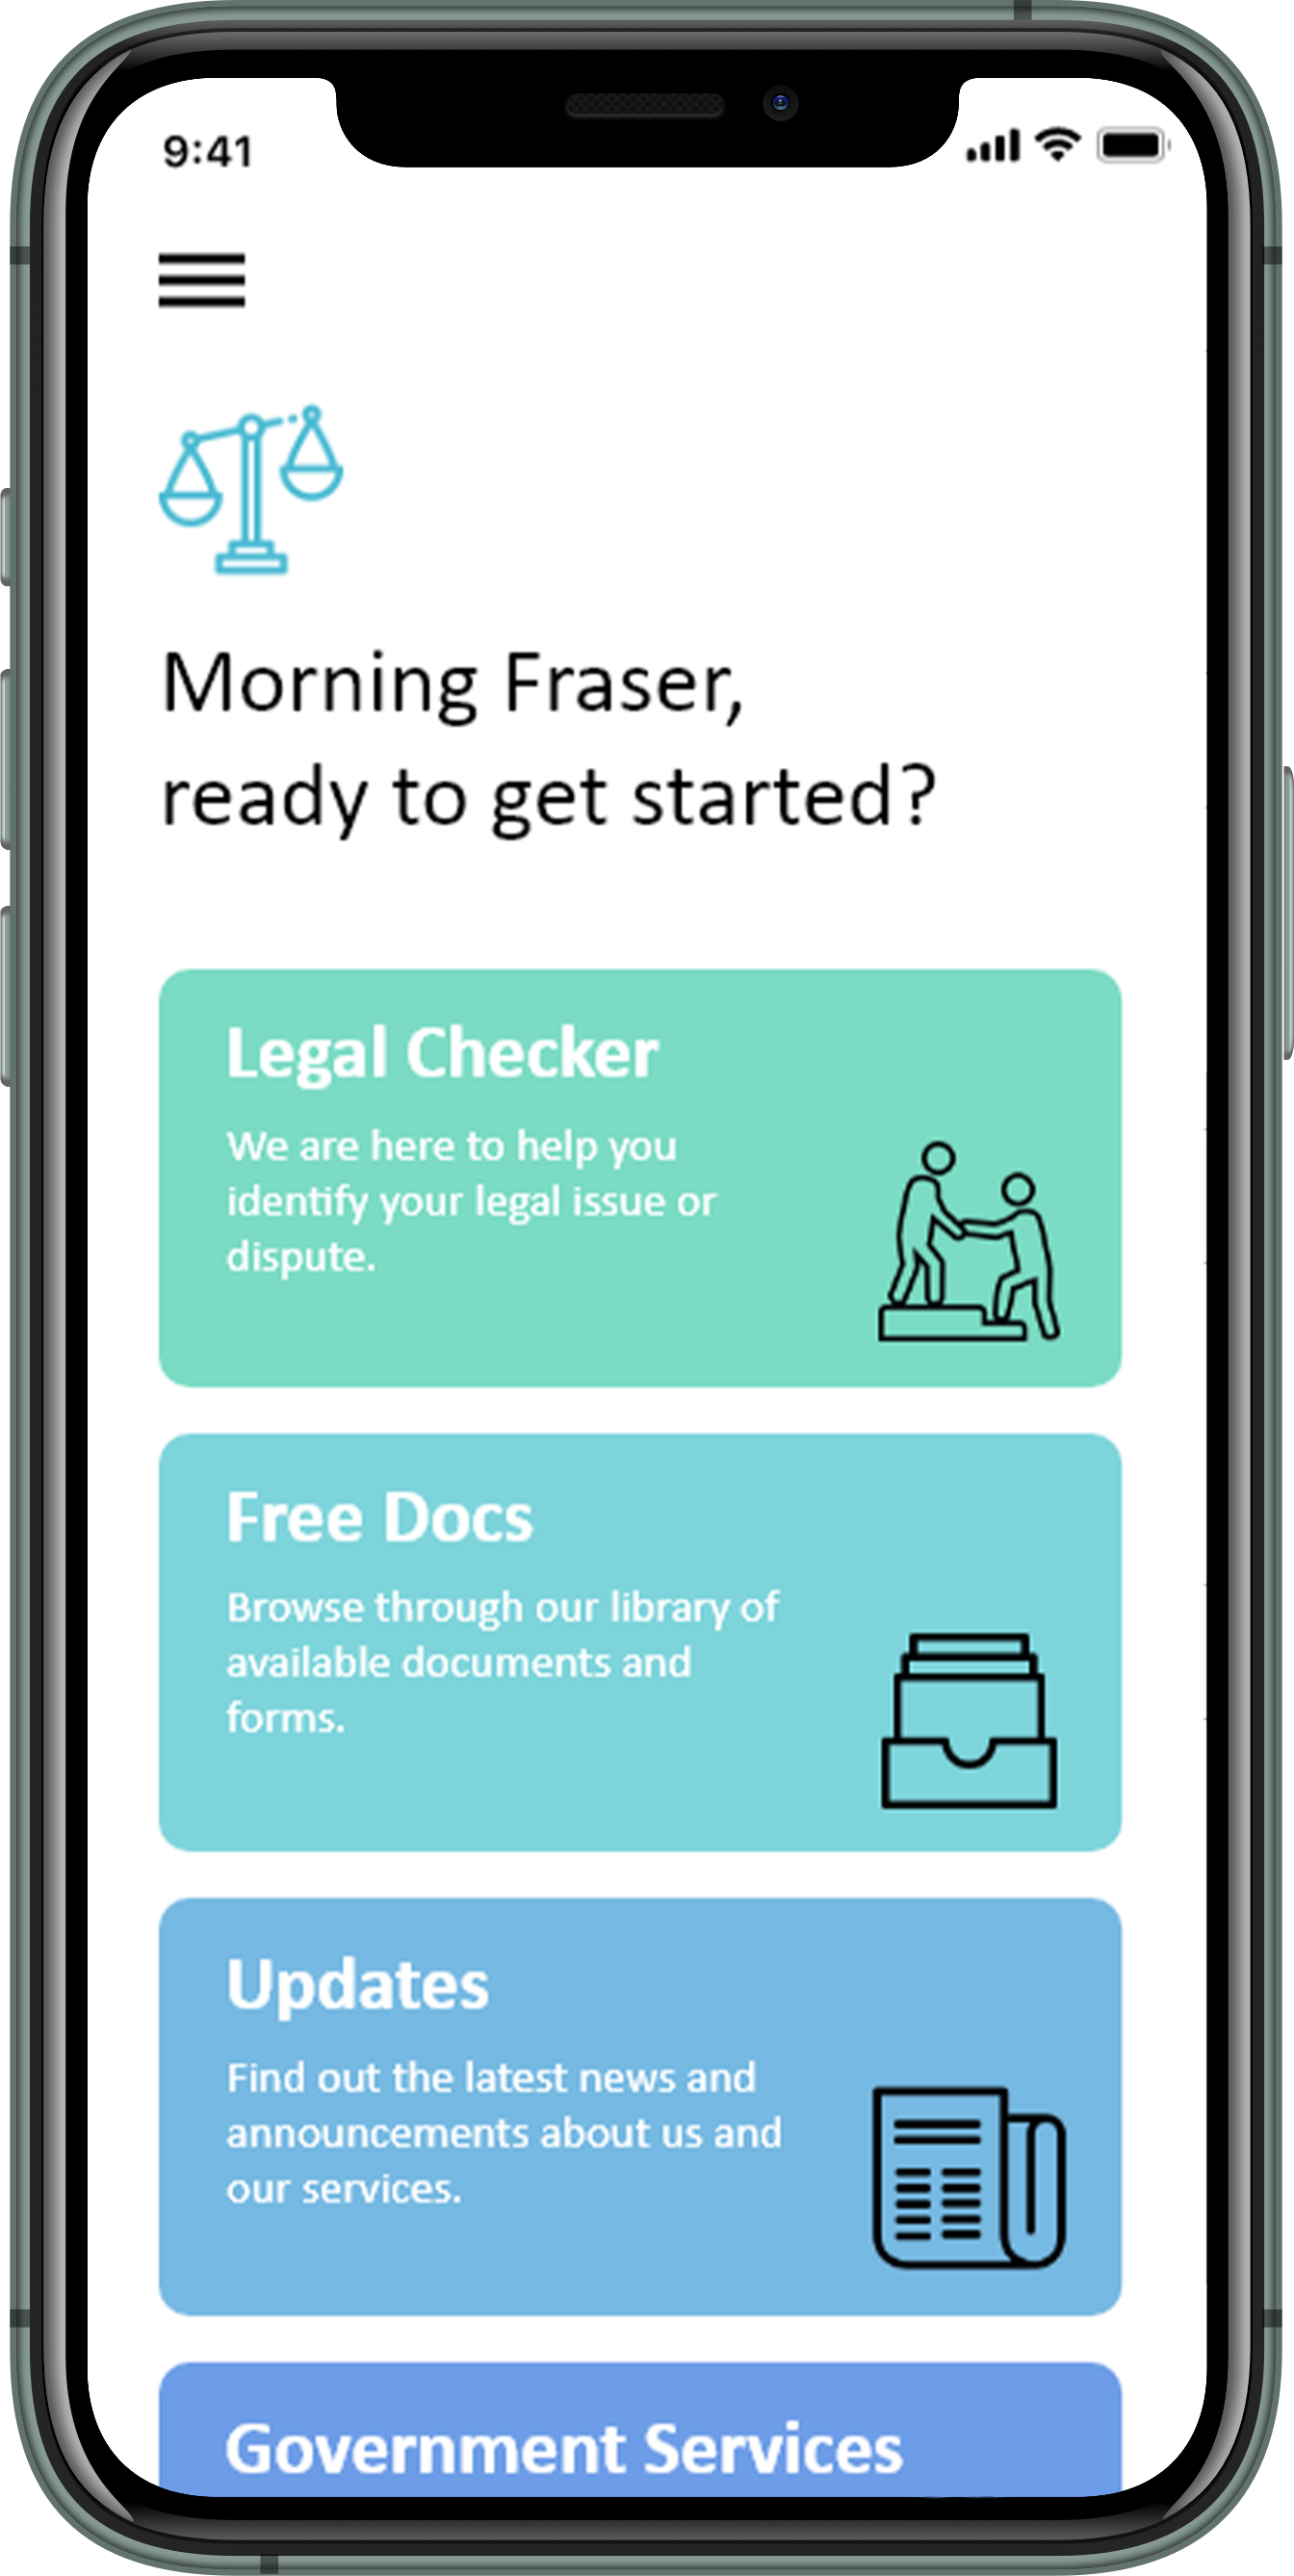 9:41
Morning Fraser,
ready to get started?
Legal Checker
We are here to help you
identify your legal issue or
dispute.
Free Docs
Browse through our library of
available documents and
forms.
Updates
Find out the latest news and
announcements about us and
our services.
Government Services